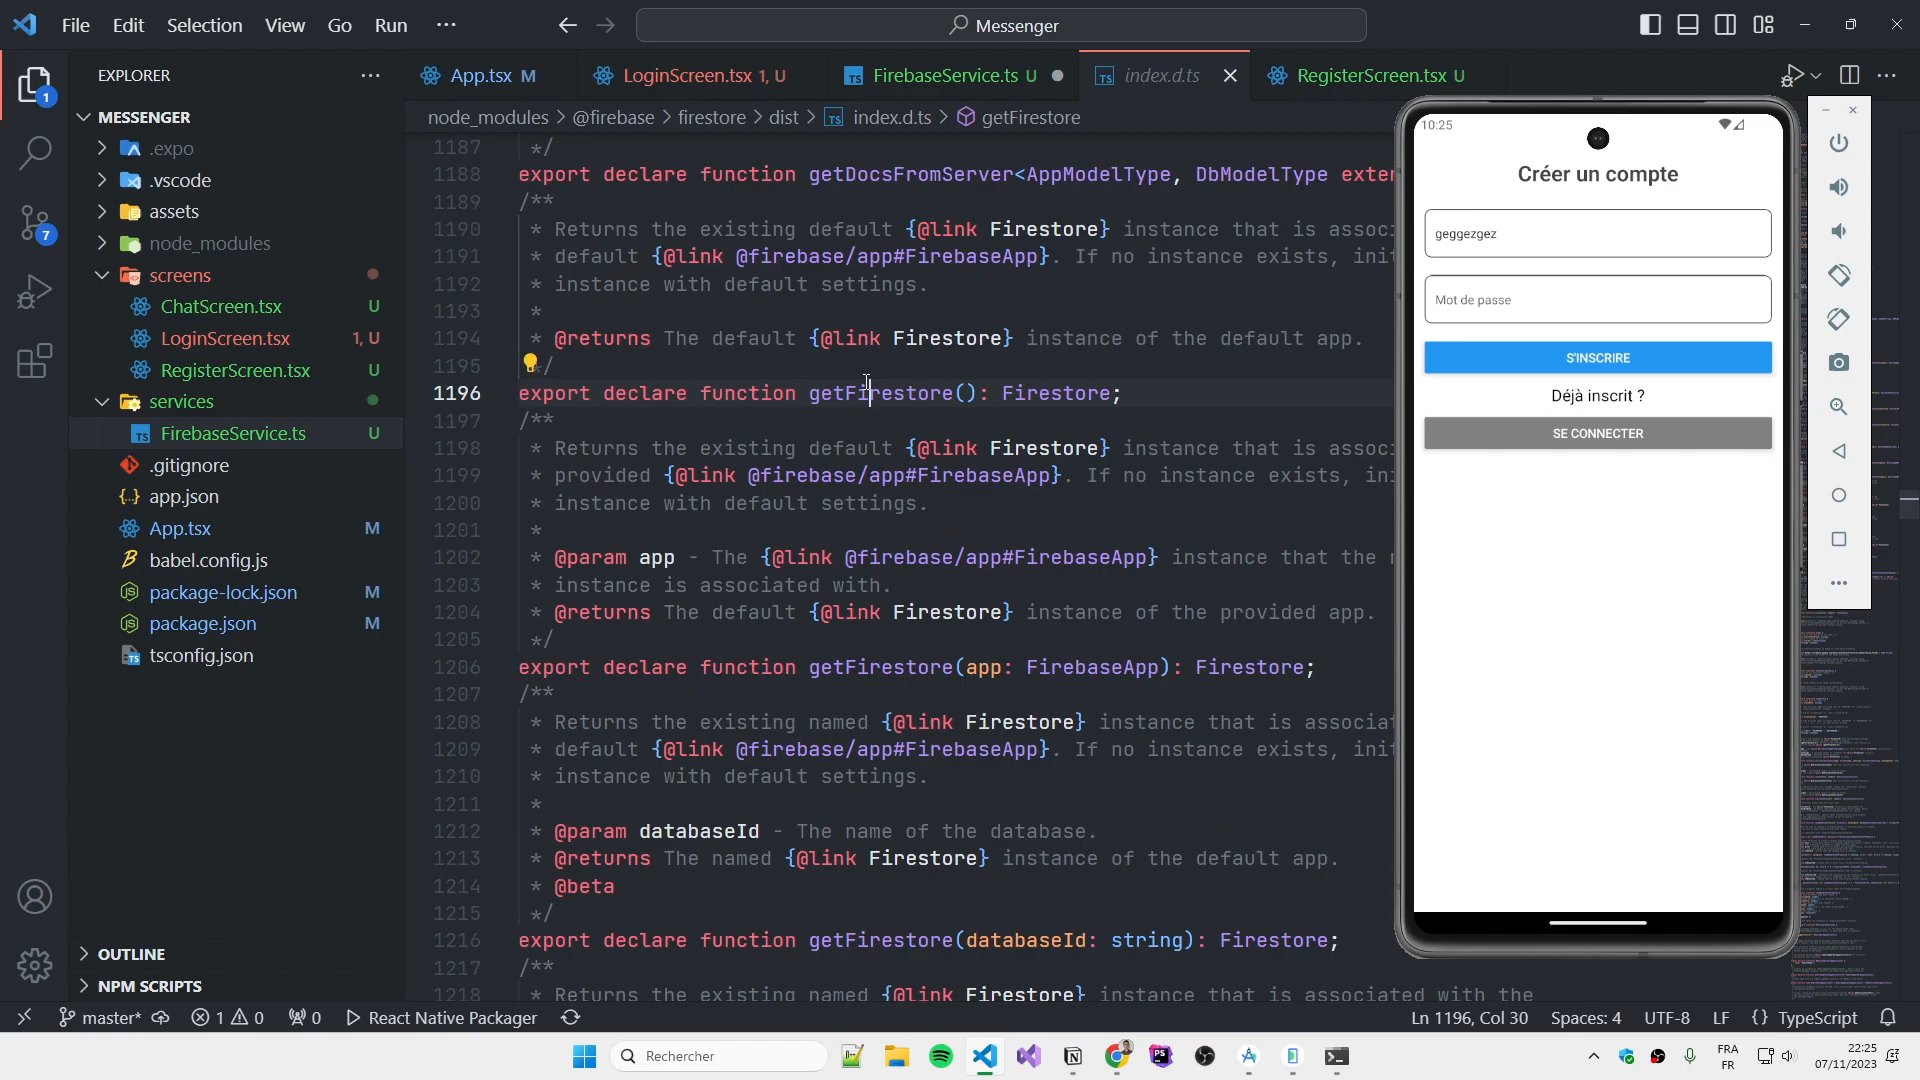 File Edit Selection View Go Run ···
Messenger
EXPLORER
App.tsx M
LoginScreen.tsx 1, U
FirebaseService.ts U
index.d.ts
RegisterScreen.tsx U
node_modules > @firebase > firestore > dist > TS index.d.ts > getFirestore
1
7
MESSENGER
.expo
.vscode
assets
node_modules
screens
ChatScreen.tsx U
LoginScreen.tsx 1, U
RegisterScreen.tsx U
services
FirebaseService.ts U
.gitignore
app.json
App.tsx M
babel.config.js
package-lock.json M
package.json M
tsconfig.json
OUTLINE
NPM SCRIPTS
1187 */
1188 export declare function getDocsFromServer<AppModelType, DbModelType exter
1189 /**
1190 * Returns the existing default {@link Firestore} instance that is assoc
1191 * default {@link @firebase/app#FirebaseApp}. If no instance exists, init
1192 * instance with default settings.
1193 *
1194 * @returns The default {@link Firestore} instance of the default app.
1195 */
1196 export declare function getFirestore(): Firestore;
1197 /**
1198 * Returns the existing default {@link Firestore} instance that is assoc
1199 * provided {@link @firebase/app#FirebaseApp}. If no instance exists, in
1200 * instance with default settings.
1201 *
1202 * @param app - The {@link @firebase/app#FirebaseApp} instance that the
1203 * instance is associated with.
1204 * @returns The default {@link Firestore} instance of the provided app.
1205 */
1206 export declare function getFirestore(app: FirebaseApp): Firestore;
1207 /**
1208 * Returns the existing named {@link Firestore} instance that is associat
1209 * default {@link @firebase/app#FirebaseApp}. If no instance exists, init
1210 * instance with default settings.
1211 *
1212 * @param databaseId - The name of the database.
1213 * @returns The named {@link Firestore} instance of the default app.
1214 * @beta
1215 */
1216 export declare function getFirestore(databaseId: string): Firestore;
1217 /**
1218 * Returns the existing named {@link Firestore} instance that is associated with the
10:25
Créer un compte
geggezgez
Mot de passe
S'INSCRIRE
Déjà inscrit ?
SE CONNECTER
master* 1 0 0 React Native Packager
Ln 1196, Col 30 Spaces: 4 UTF-8 LF {} TypeScript
Rechercher
FRA
FR
22:25
07/11/2023